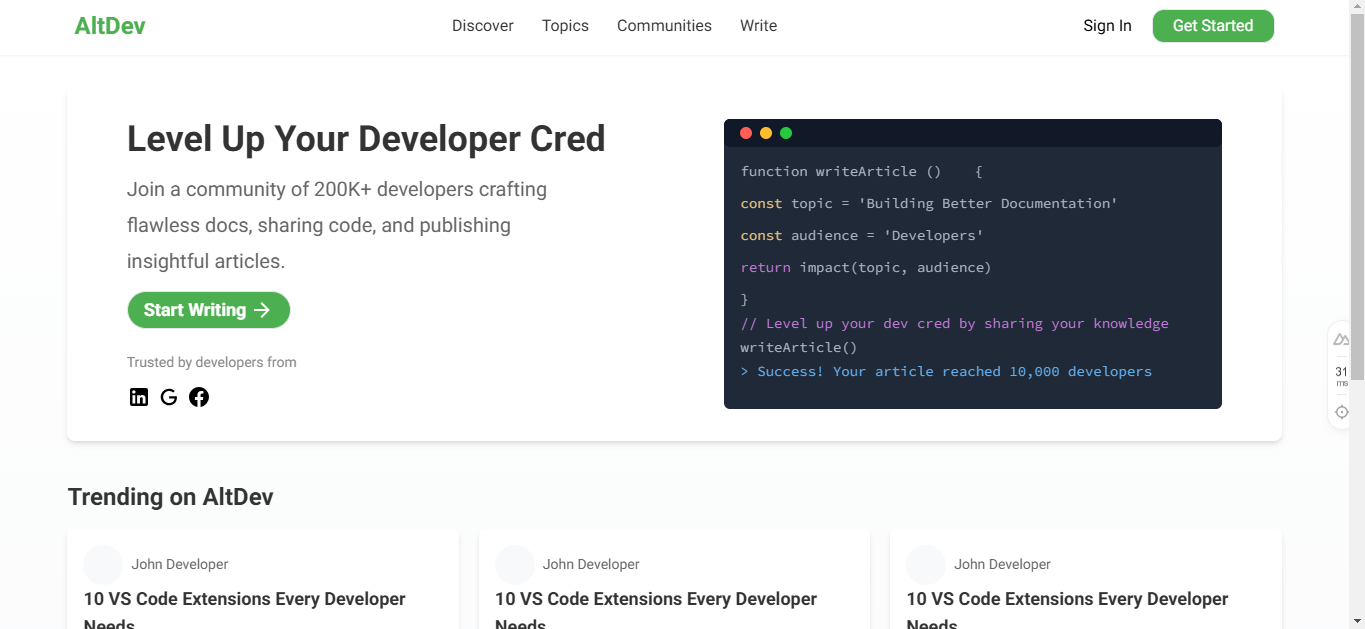 AltDev
Discover Topics Communities Write
Sign In Get Started
Level Up Your Developer Cred
Join a community of 200K+ developers crafting
flawless docs, sharing code, and publishing
insightful articles.
Start Writing →
Trusted by developers from
function writeArticle () {
const topic = 'Building Better Documentation'
const audience = 'Developers'
return impact(topic, audience)
}
// Level up your dev cred by sharing your knowledge
writeArticle()
> Success! Your article reached 10,000 developers
31
ms
Trending on AltDev
John Developer
10 VS Code Extensions Every Developer
Needs
John Developer
10 VS Code Extensions Every Developer
Needs
John Developer
10 VS Code Extensions Every Developer
Needs